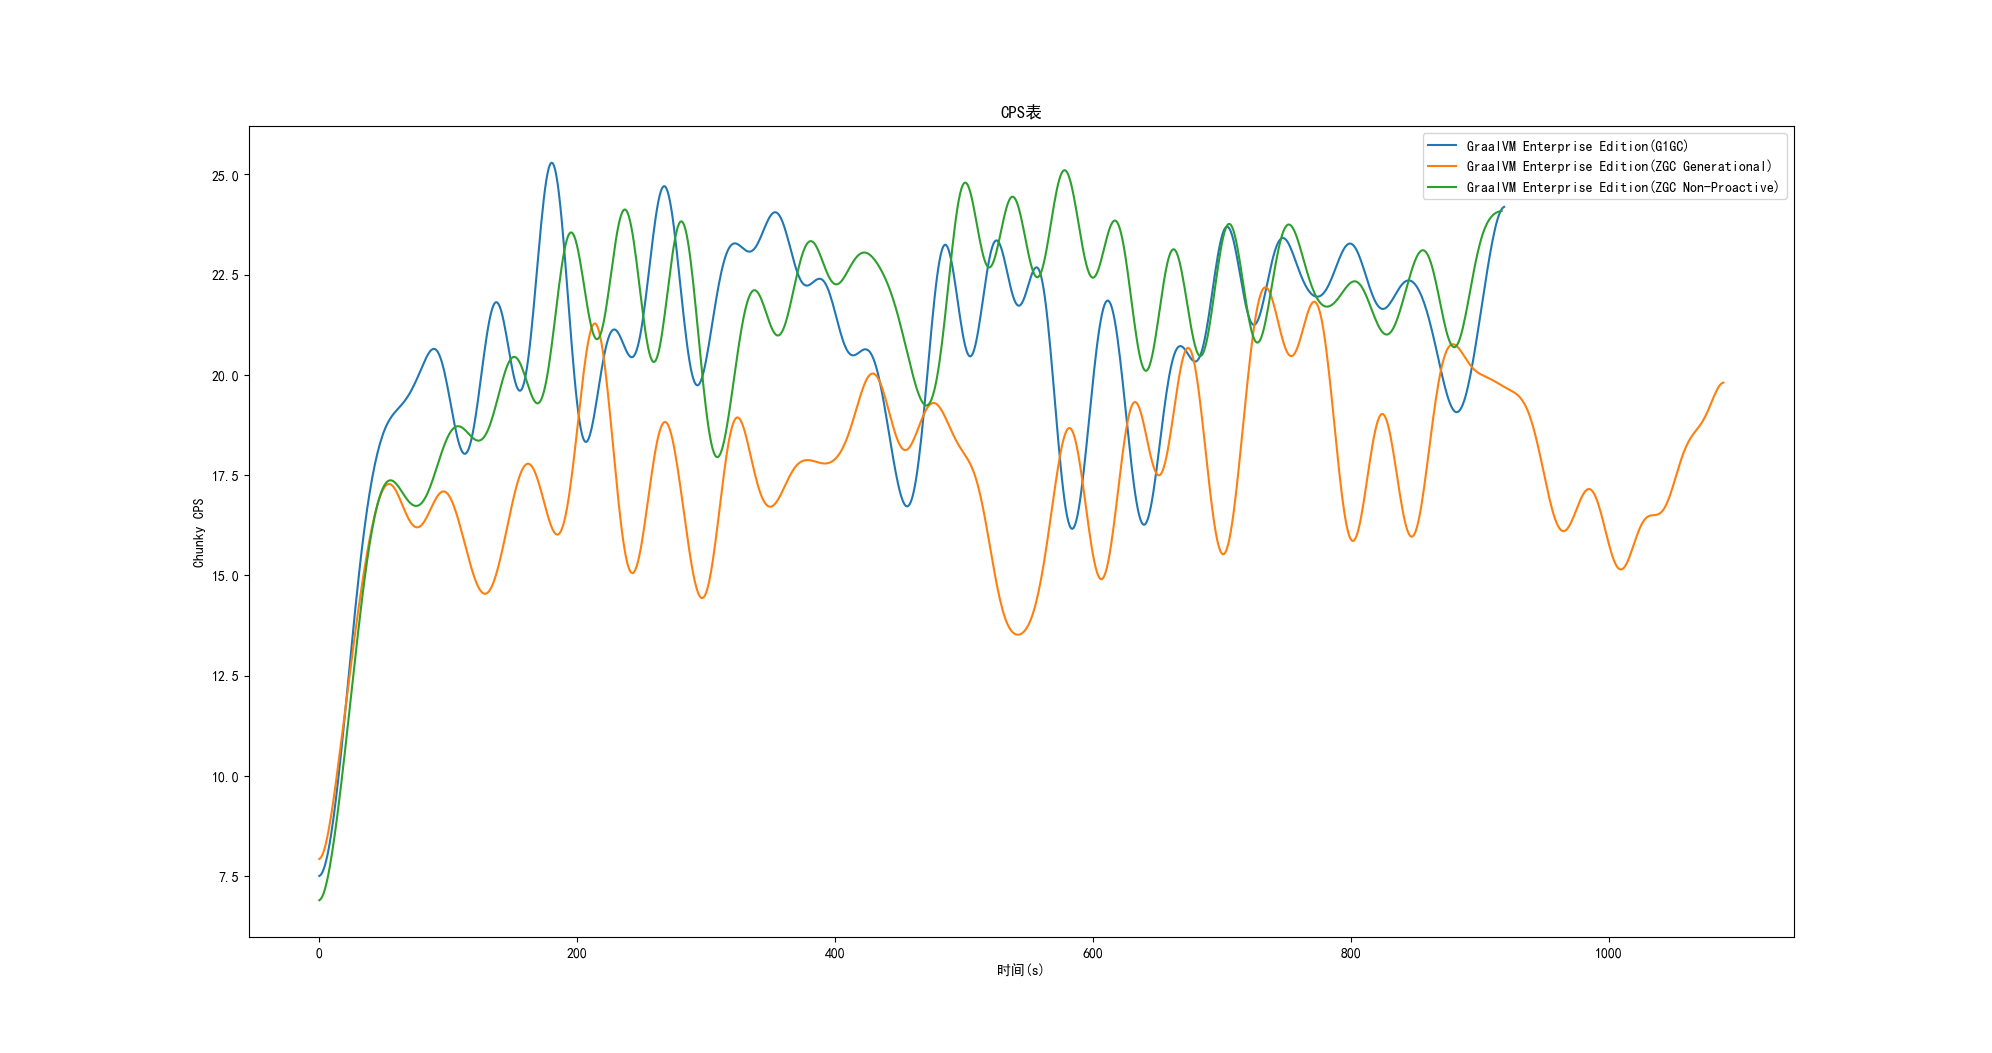 CPS表
GraalVM Enterprise Edition(G1GC)
GraalVM Enterprise Edition(ZGC Generational)
GraalVM Enterprise Edition(ZGC Non-Proactive)
25.0
22.5
20.0
17.5
15.0
12.5
10.0
7.5
Chunky CPS
0
200
400
600
800
1000
时间(s)